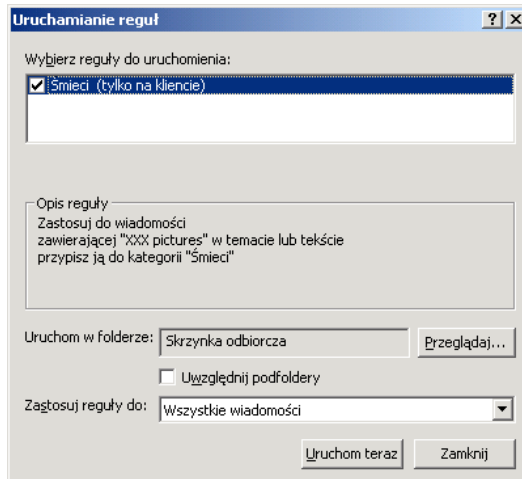 Uruchamianie reguł
Wybierz reguły do uruchomienia:
Śmieci (tylko na kliencie)
Opis reguły
Zastosuj do wiadomości
zawierającej "XXX pictures" w temacie lub tekście
przypisz ją do kategorii "Śmieci"
Uruchom w folderze: Skrzynka odbiorcza Przeglądaj...
Uwzględnij podfoldery
Zastosuj reguły do: Wszystkie wiadomości
Uruchom teraz Zamknij